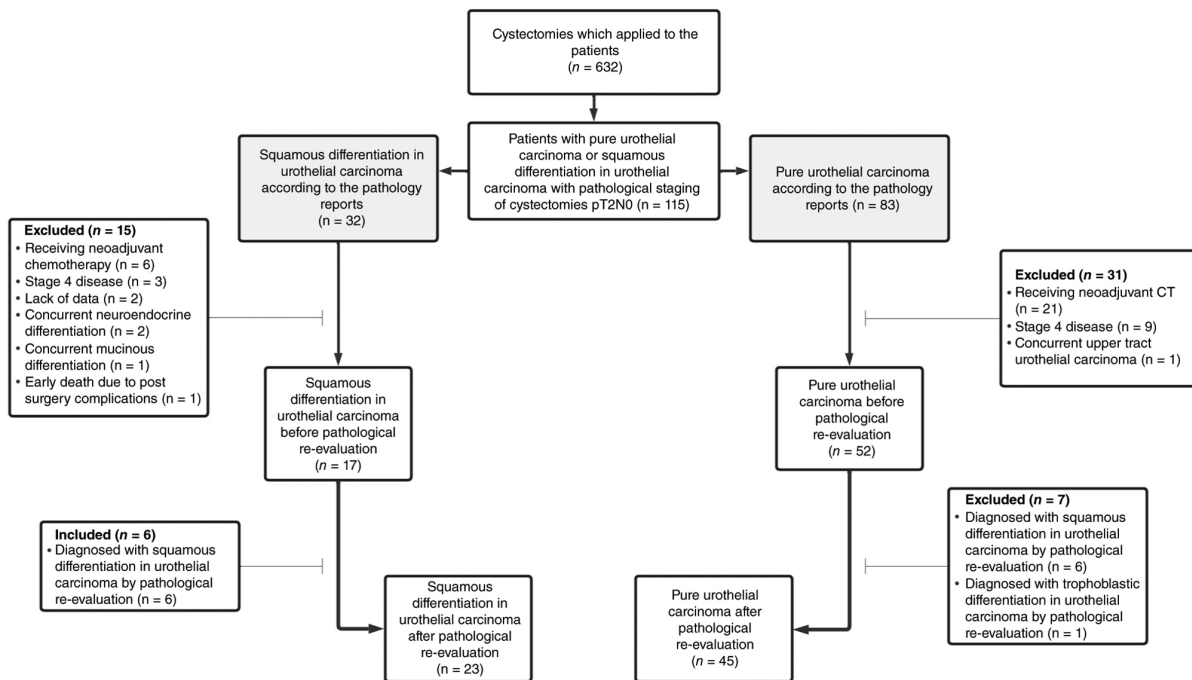 Cystectomies which applied to the
patients
(n = 632)
Patients with pure urothelial
carcinoma or squamous
differentiation in urothelial
carcinoma with pathological staging
of cystectomies pT2N0 (n = 115)
Squamous differentiation in
urothelial carcinoma
according to the pathology
reports
(n = 32)
Pure urothelial carcinoma
according to the pathology
reports (n = 83)
Excluded (n = 15)
• Receiving neoadjuvant
chemotherapy (n = 6)
• Stage 4 disease (n = 3)
• Lack of data (n = 2)
• Concurrent neuroendocrine
differentiation (n = 2)
• Concurrent mucinous
differentiation (n = 1)
• Early death due to post
surgery complications (n = 1)
Excluded (n = 31)
• Receiving neoadjuvant CT
(n = 21)
• Stage 4 disease (n = 9)
• Concurrent upper tract
urothelial carcinoma (n = 1)
Squamous
differentiation in
urothelial carcinoma
before pathological
re-evaluation
(n = 17)
Pure urothelial
carcinoma before
pathological
re-evaluation
(n = 52)
Included (n = 6)
• Diagnosed with squamous
differentiation in urothelial
carcinoma by pathological
re-evaluation (n = 6)
Excluded (n = 7)
• Diagnosed with squamous
differentiation in urothelial
carcinoma by pathological
re-evaluation (n = 6)
• Diagnosed with trophoblastic
differentiation in urothelial
carcinoma by pathological
re-evaluation (n = 1)
Squamous
differentiation in
urothelial carcinoma
after pathological
re-evaluation
(n = 23)
Pure urothelial
carcinoma after
pathological
re-evaluation
(n = 45)